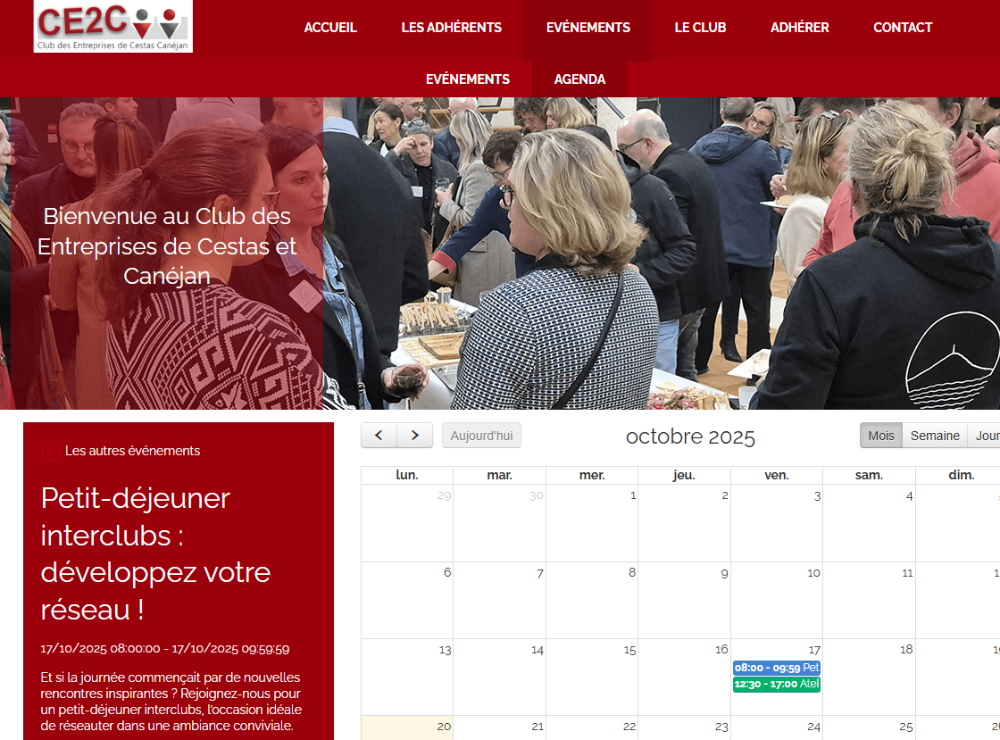 CE2C
Club des Entreprises de Cestas Canéjan
ACCUEIL LES ADHÉRENTS EVÉNEMENTS LE CLUB ADHÉRER CONTACT
EVÉNEMENTS AGENDA
Bienvenue au Club des
Entreprises de Cestas et
Canéjan
Les autres événements
Petit-déjeuner
interclubs :
développez votre
réseau !
17/10/2025 08:00:00 - 17/10/2025 09:59:59
Et si la journée commençait par de nouvelles
rencontres inspirantes ? Rejoignez-nous pour
un petit-déjeuner interclubs, l'occasion idéale
de réseauter dans une ambiance conviviale.
Aujourd'hui octobre 2025 Mois Semaine Jour
lun. mar. mer. jeu. ven. sam. dim.
29 30 1 2 3 4
6 7 8 9 10 11
13 14 15 16 17 18
08:00 - 09:59 Pet
12:30 - 17:00 Atel
20 21 22 23 24 25